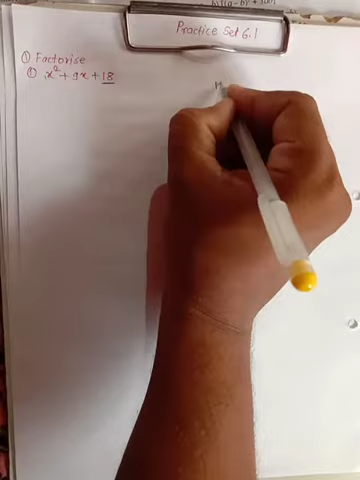 Practice Set 6.1
① Factorise
① x² + 9x + 18